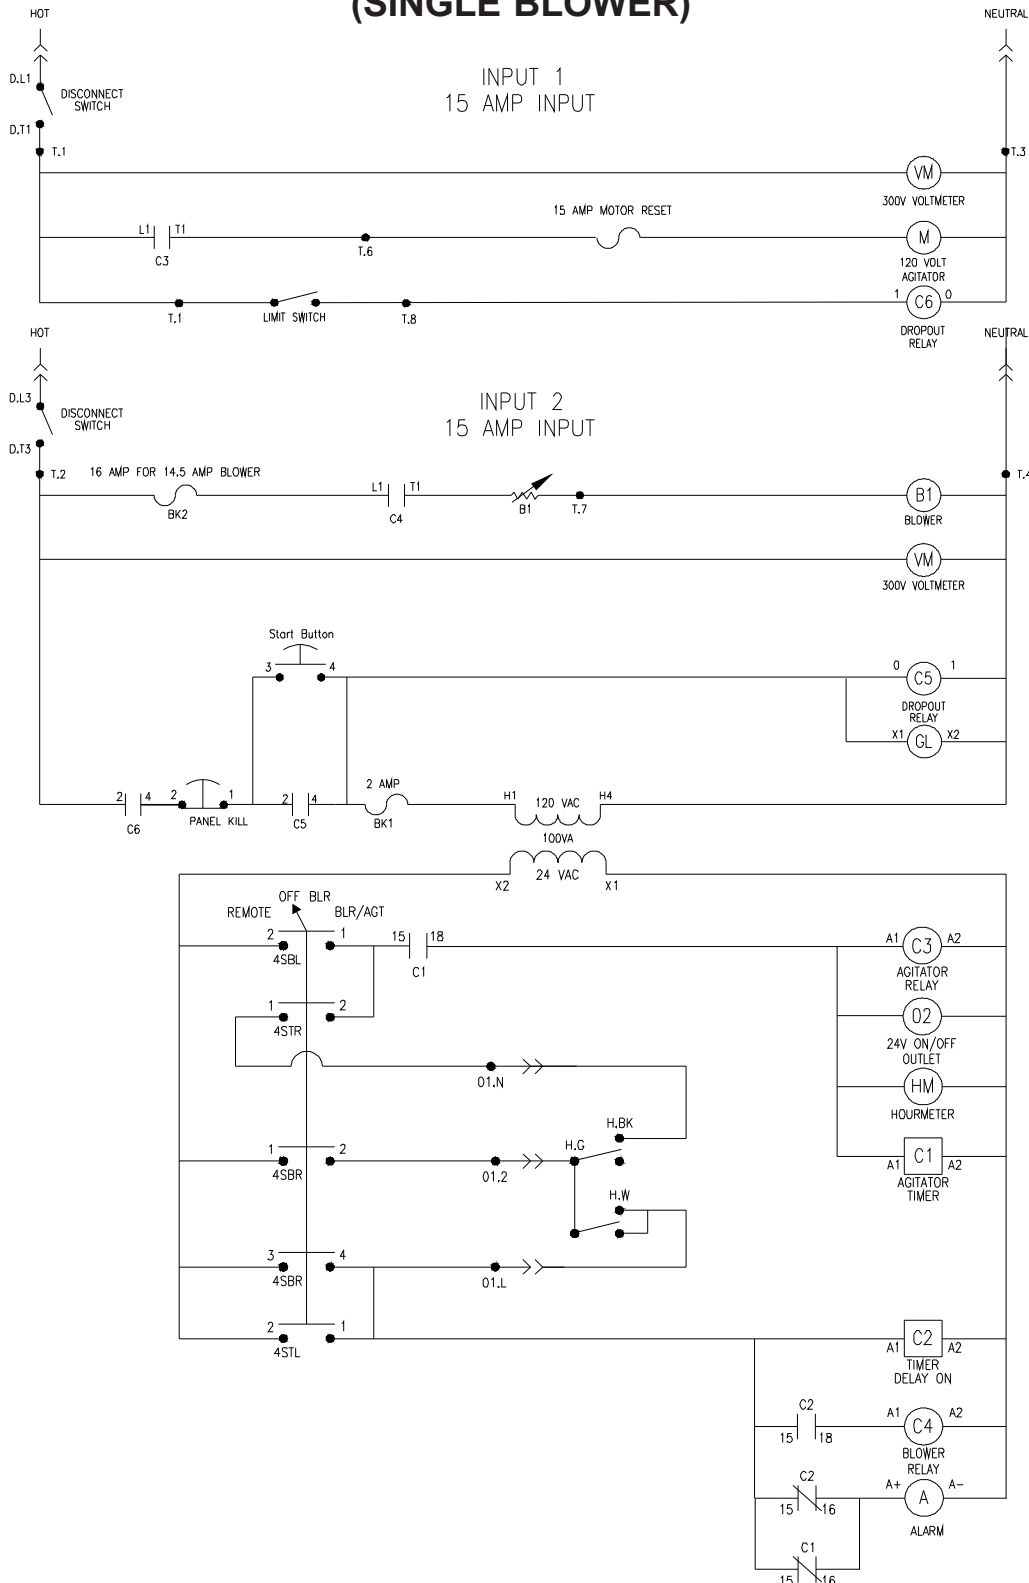 (SINGLE BLOWER)
HOT
NEUTRAL
D.L1
DISCONNECT
SWITCH
INPUT 1
15 AMP INPUT
D.T1
T.1
T.3
VM
300V VOLTMETER
15 AMP MOTOR RESET
L1
T1
C3
T.6
M
120 VOLT
AGITATOR
T.1
LIMIT SWITCH
T.8
1
C6
0
DROPOUT
RELAY
HOT
NEUTRAL
D.L3
DISCONNECT
SWITCH
INPUT 2
15 AMP INPUT
D.T3
T.2
16 AMP FOR 14.5 AMP BLOWER
T.4
BK2
L1
T1
C4
B1
T.7
B1
BLOWER
VM
300V VOLTMETER
Start Button
3
4
0
C5
1
DROPOUT
RELAY
X1
GL
X2
2
4
C6
2
1
PANEL KILL
2
4
C5
2 AMP
BK1
H1
120 VAC
H4
100VA
X2
24 VAC
X1
OFF BLR
REMOTE
BLR/AGT
2
1
4SBL
15
18
C1
A1
C3
A2
AGITATOR
RELAY
1
2
4STR
O2
24V ON/OFF
OUTLET
O1.N
HM
HOURMETER
H.BK
H.G
1
2
4SBR
O1.2
A1
C1
A2
AGITATOR
TIMER
H.W
3
4
4SBR
O1.L
2
1
4STL
A1
C2
A2
TIMER
DELAY ON
C2
15
18
A1
C4
A2
BLOWER
RELAY
C2
15
16
A+
A
A-
ALARM
C1
15
16